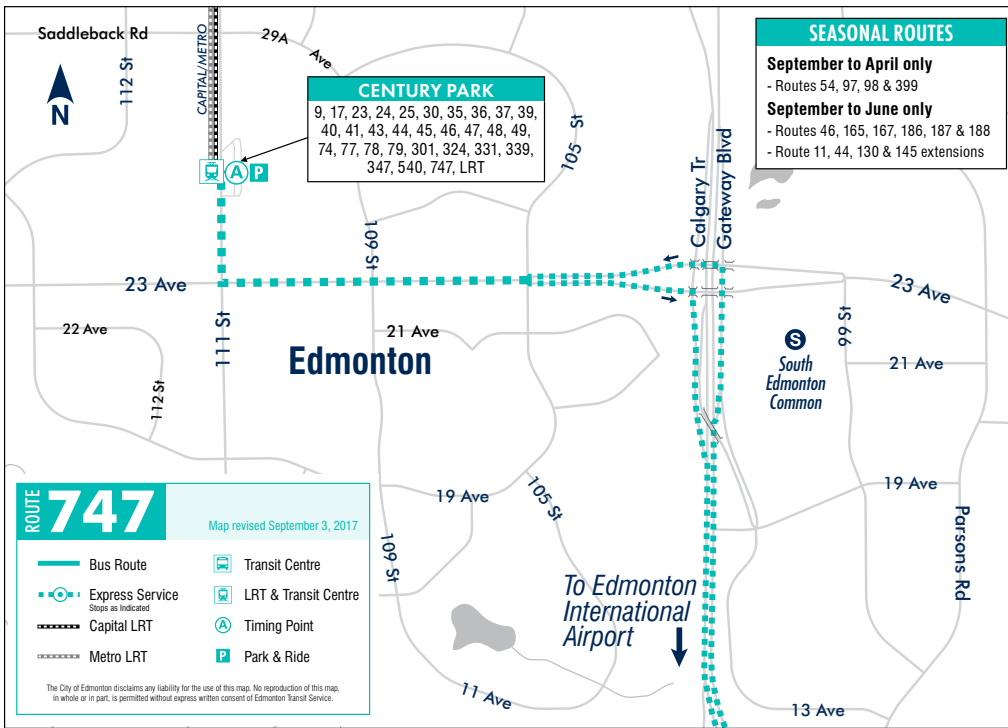 Saddleback Rd
112 St
CAPITAL/METRO
29A
Ave
N
CENTURY PARK
9, 17, 23, 24, 25, 30, 35, 36, 37, 39,
40, 41, 43, 44, 45, 46, 47, 48, 49,
74, 77, 78, 79, 301, 324, 331, 339,
347, 540, 747, LRT
A
P
105 St
Calgary Tr
Gateway Blvd
SEASONAL ROUTES
September to April only
- Routes 54, 97, 98 & 399
September to June only
- Routes 46, 165, 167, 186, 187 & 188
- Route 11, 44, 130 & 145 extensions
109 St
23 Ave
23 Ave
22 Ave
111 St
21 Ave
99 St
Edmonton
S
South
Edmonton
Common
21 Ave
112 St
19 Ave
105 St
19 Ave
Parsons Rd
109 St
To Edmonton
International
Airport
11 Ave
13 Ave
ROUTE 747
Map revised September 3, 2017
Bus Route
Express Service
Stops as Indicated
Capital LRT
Metro LRT
Transit Centre
LRT & Transit Centre
A
Timing Point
P
Park & Ride
The City of Edmonton disclaims any liability for the use of this map. No reproduction of this map,
in whole or in part, is permitted without express written consent of Edmonton Transit Service.